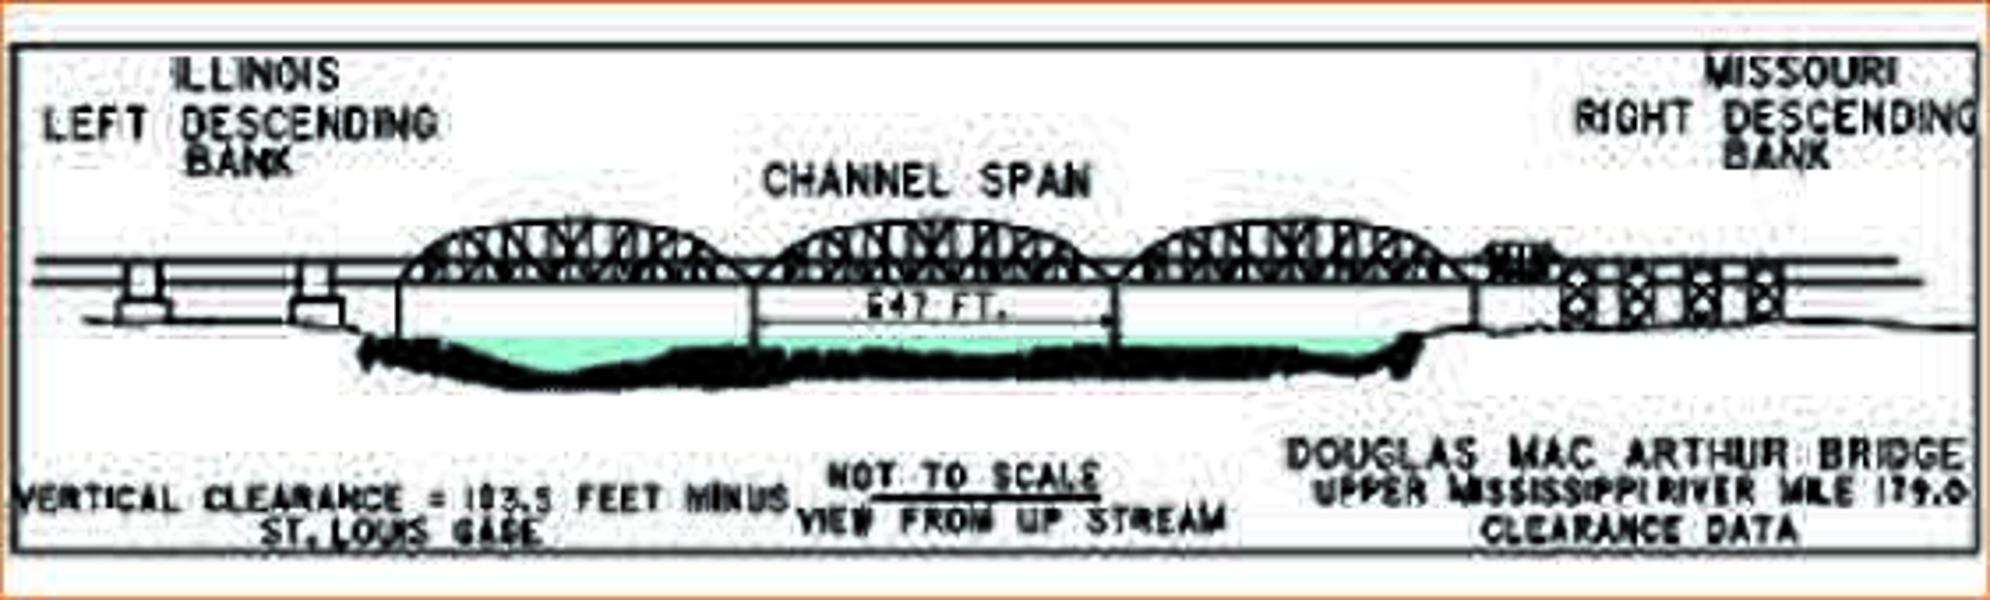 ILLINOIS
LEFT DESCENDING
BANK
MISSOURI
RIGHT DESCENDING
BANK
CHANNEL SPAN
647 FT.
VERTICAL CLEARANCE = 103.5 FEET MINUS
ST. LOUIS GAGE
NOT TO SCALE
VIEW FROM UP STREAM
DOUGLAS MAC ARTHUR BRIDGE
UPPER MISSISSIPPI RIVER MILE 179.0
CLEARANCE DATA